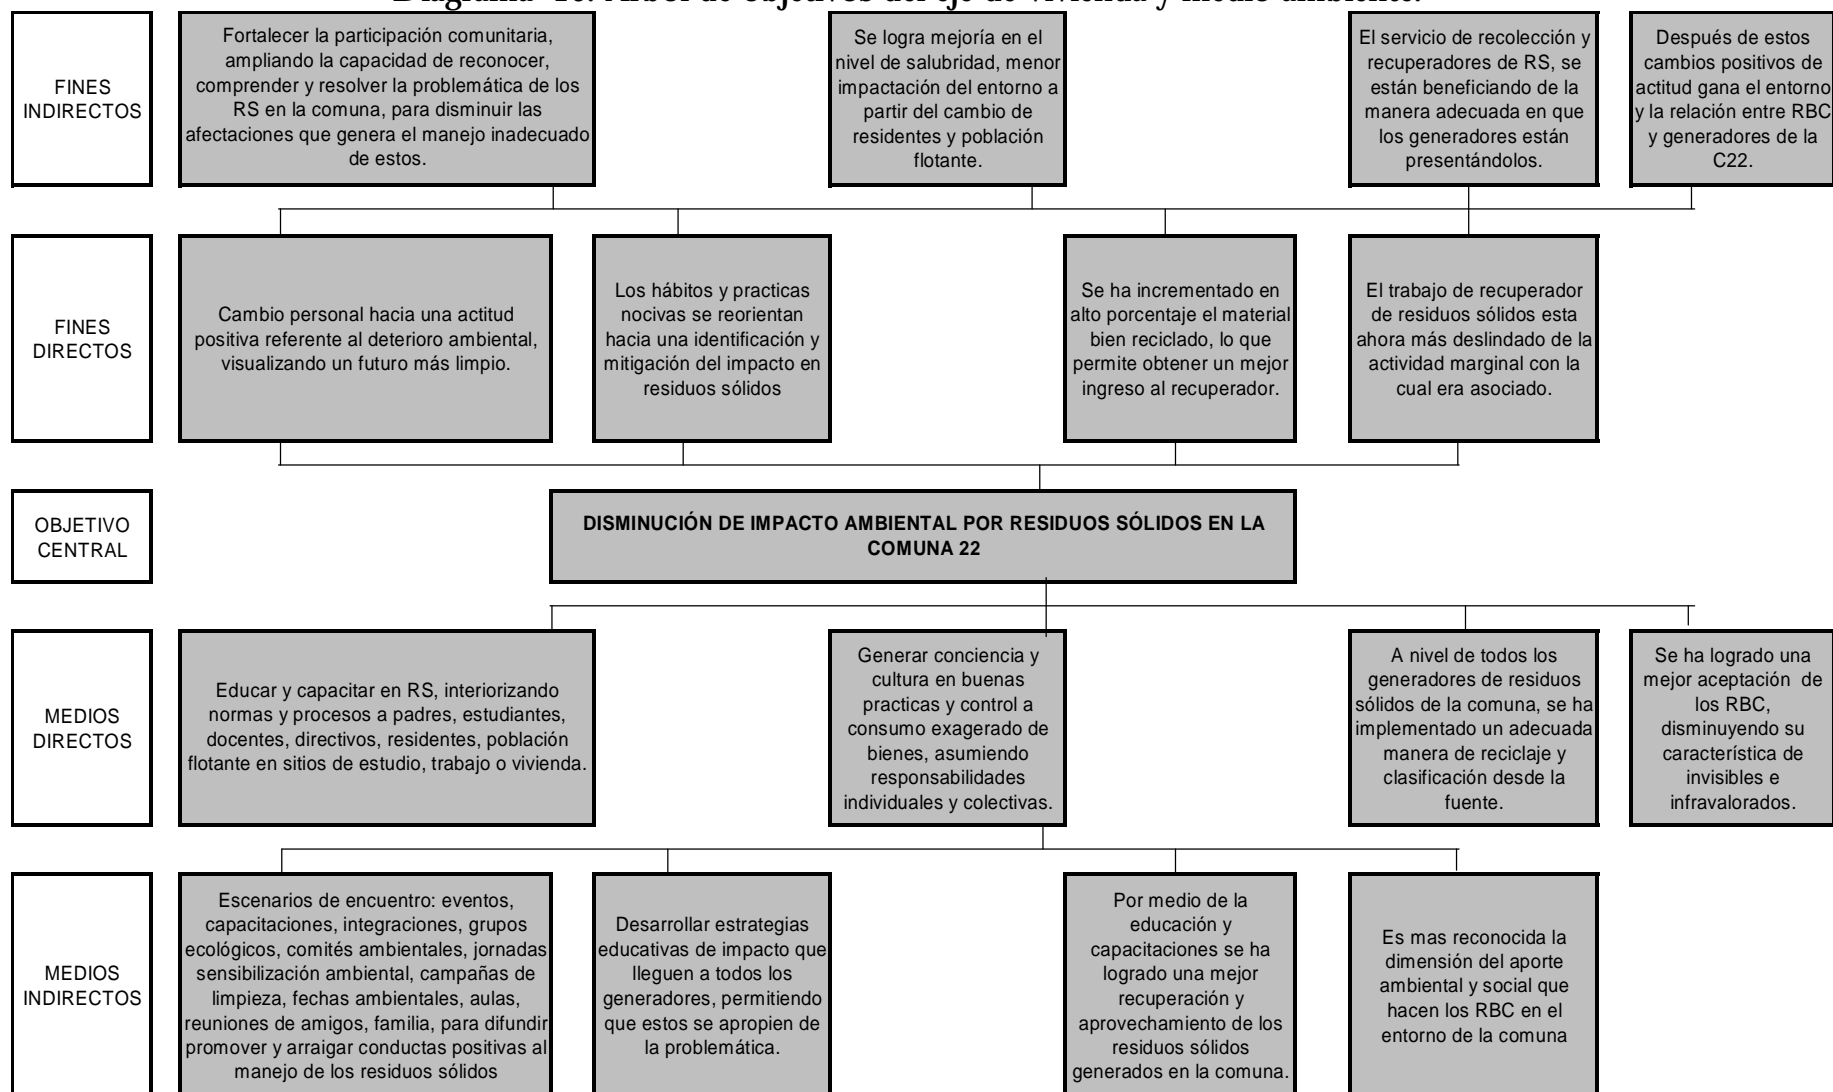 Diagrama 16. Árbol de objetivos del eje de vivienda y medio ambiente.
FINES
INDIRECTOS
Fortalecer la participación comunitaria,
ampliando la capacidad de reconocer,
comprender y resolver la problemática de los
RS en la comuna, para disminuir las
afectaciones que genera el manejo inadecuado
de estos.
Se logra mejoría en el
nivel de salubridad, menor
impactación del entorno a
partir del cambio de
residentes y población
flotante.
El servicio de recolección y
recuperadores de RS, se
están beneficiando de la
manera adecuada en que
los generadores están
presentándolos.
Después de estos
cambios positivos de
actitud gana el entorno
y la relación entre RBC
y generadores de la
C22.
FINES
DIRECTOS
Cambio personal hacia una actitud
positiva referente al deterioro ambiental,
visualizando un futuro más limpio.
Los hábitos y practicas
nocivas se reorientan
hacia una identificación y
mitigación del impacto en
residuos sólidos
Se ha incrementado en
alto porcentaje el material
bien reciclado, lo que
permite obtener un mejor
ingreso al recuperador.
El trabajo de recuperador
de residuos sólidos esta
ahora más deslindado de la
actividad marginal con la
cual era asociado.
OBJETIVO
CENTRAL
DISMINUCIÓN DE IMPACTO AMBIENTAL POR RESIDUOS SÓLIDOS EN LA
COMUNA 22
MEDIOS
DIRECTOS
Educar y capacitar en RS, interiorizando
normas y procesos a padres, estudiantes,
docentes, directivos, residentes, población
flotante en sitios de estudio, trabajo o vivienda.
Generar conciencia y
cultura en buenas
practicas y control a
consumo exagerado de
bienes, asumiendo
responsabilidades
individuales y colectivas.
A nivel de todos los
generadores de residuos
sólidos de la comuna, se ha
implementado un adecuada
manera de reciclaje y
clasificación desde la
fuente.
Se ha logrado una
mejor aceptación de
los RBC,
disminuyendo su
característica de
invisibles e
infravalorados.
MEDIOS
INDIRECTOS
Escenarios de encuentro: eventos,
capacitaciones, integraciones, grupos
ecológicos, comités ambientales, jornadas
sensibilización ambiental, campañas de
limpieza, fechas ambientales, aulas,
reuniones de amigos, familia, para difundir
promover y arraigar conductas positivas al
manejo de los residuos sólidos
Desarrollar estrategias
educativas de impacto que
lleguen a todos los
generadores, permitiendo
que estos se apropien de
la problemática.
Por medio de la
educación y
capacitaciones se ha
logrado una mejor
recuperación y
aprovechamiento de los
residuos sólidos
generados en la comuna.
Es mas reconocida la
dimensión del aporte
ambiental y social que
hacen los RBC en el
entorno de la comuna